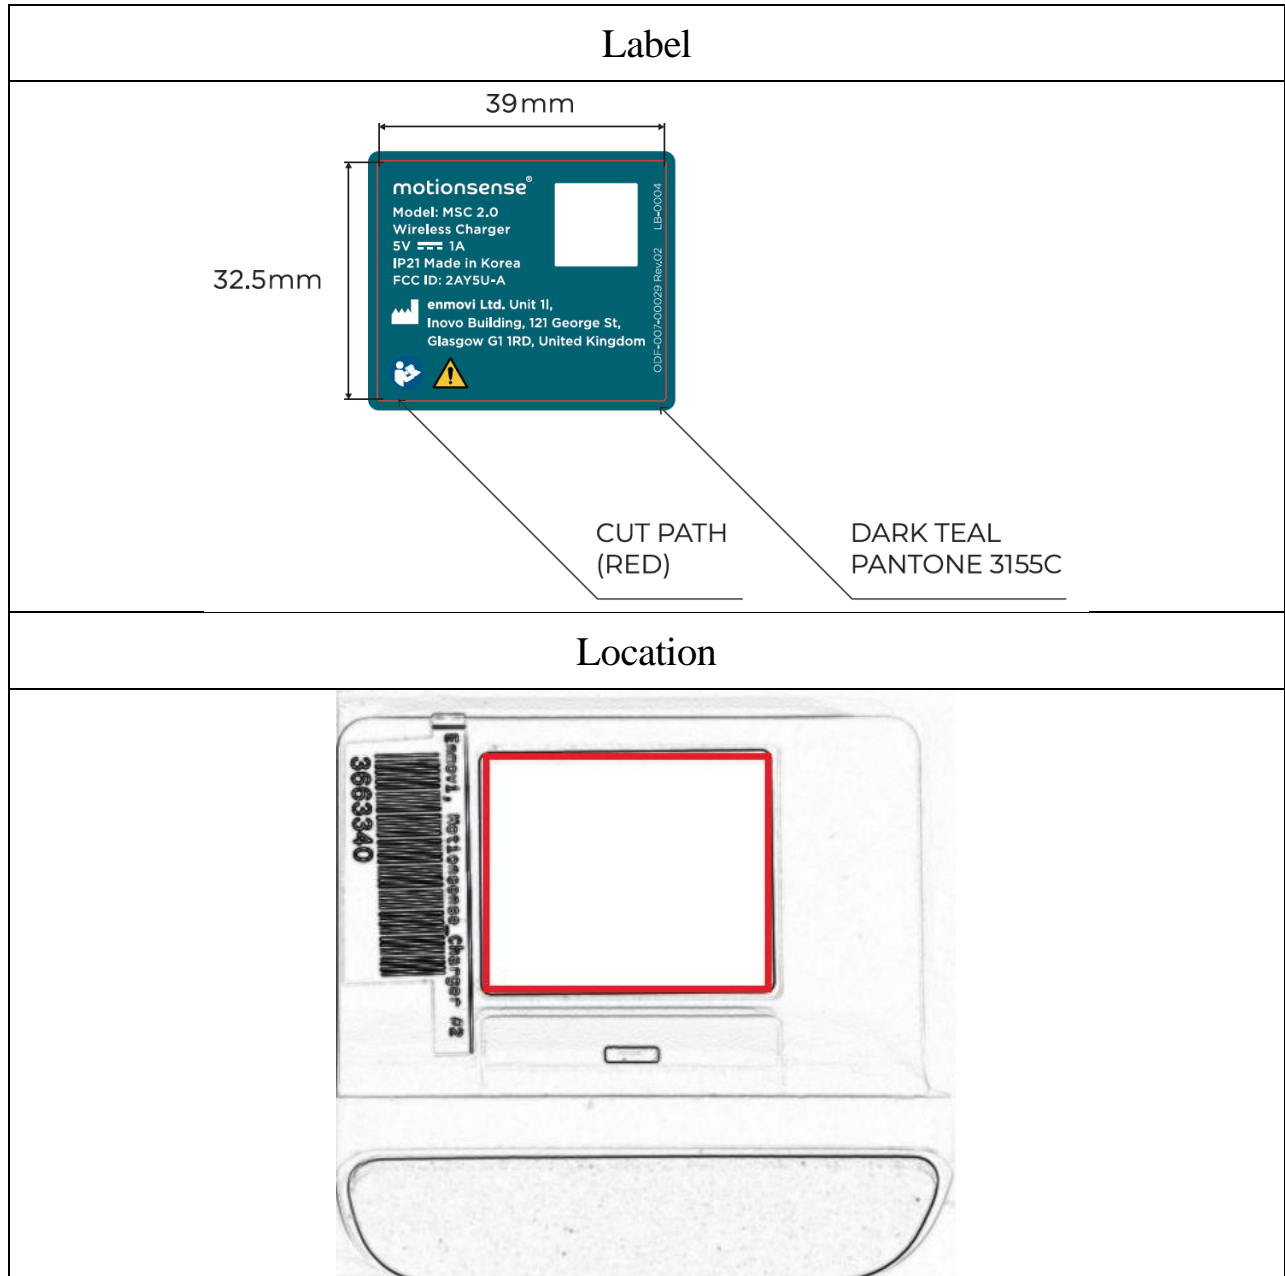 Label
39mm
32.5mm
motionsense®
Model: MSC 2.0
Wireless Charger
5V 1A
IP21 Made in Korea
FCC ID: 2AY5U-A
enmovi Ltd. Unit 1l,
Inovo Building, 121 George St,
Glasgow G1 1RD, United Kingdom
ODF-007-00029 Rev.02 LB-0004
CUT PATH
(RED)
DARK TEAL
PANTONE 3155C
Location
3663340
Enmovi, Motionsense_Charger #2